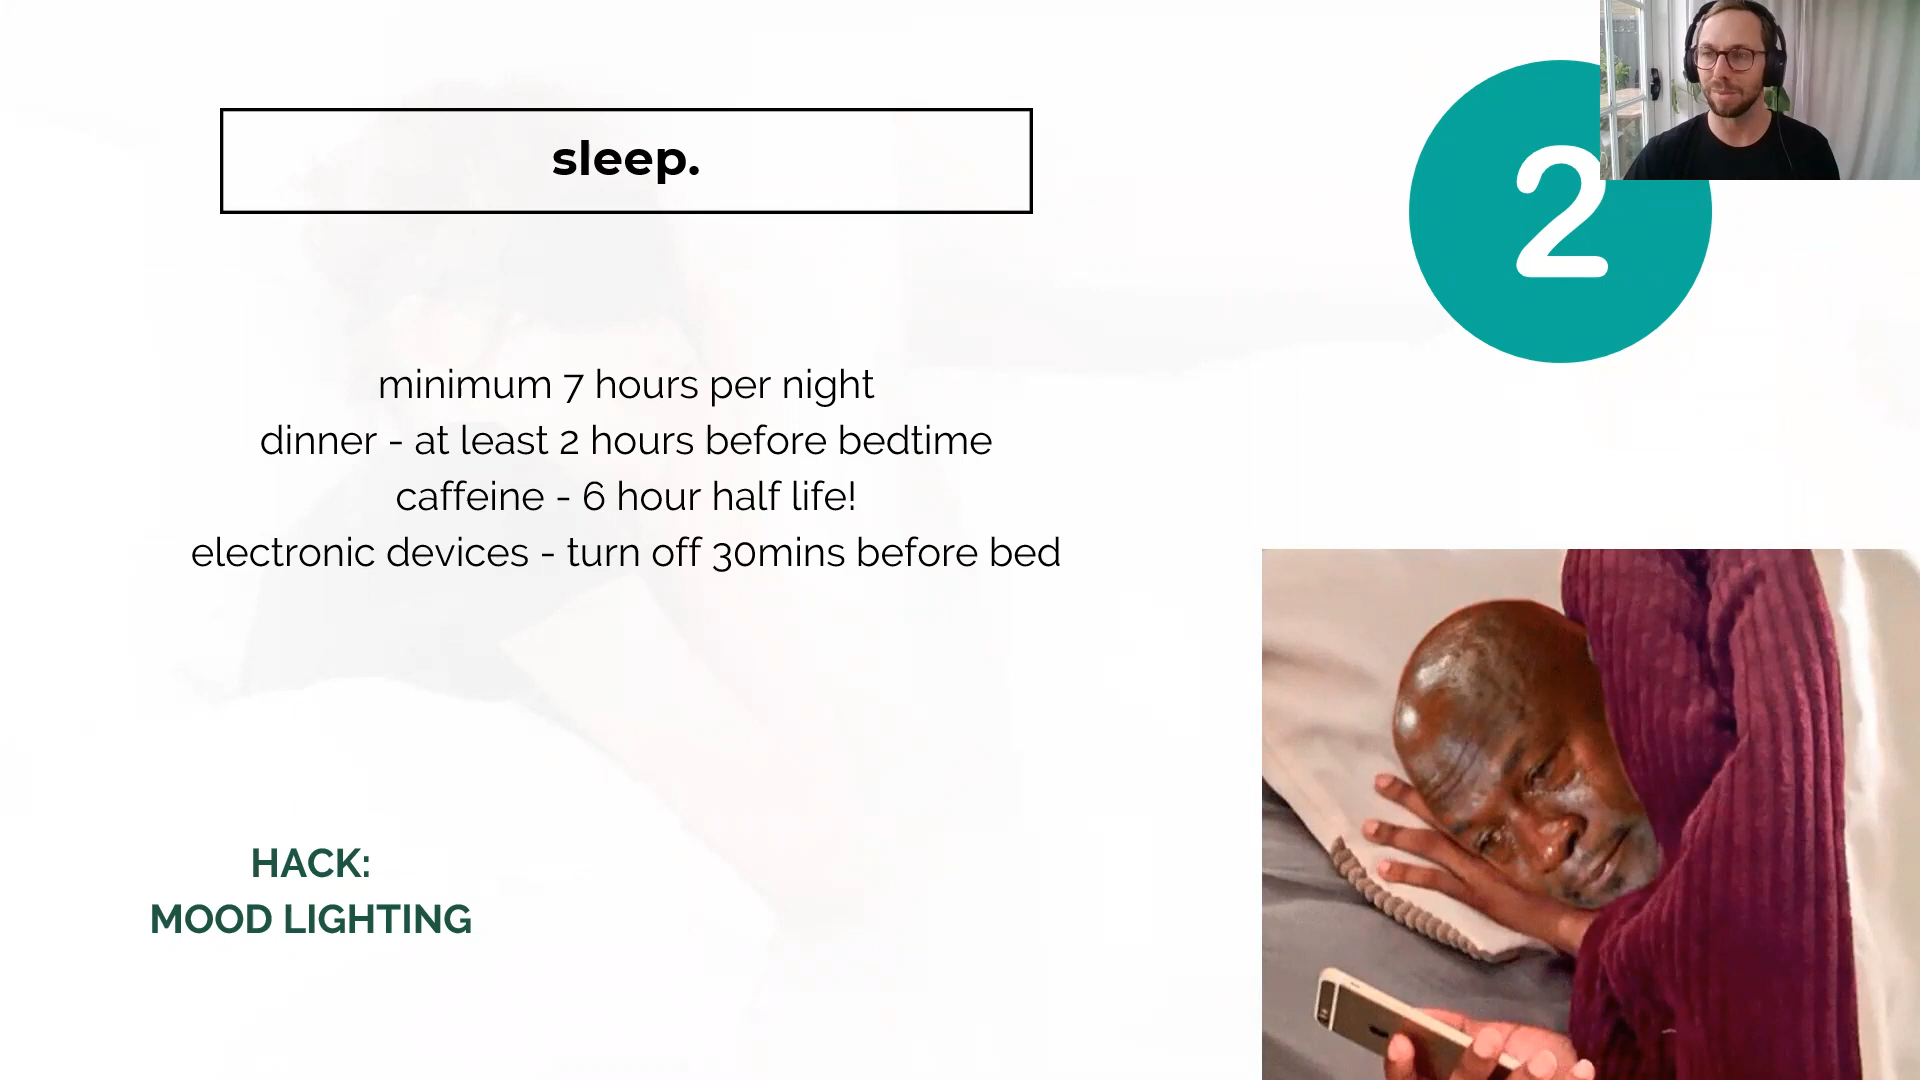 sleep.
2
minimum 7 hours per night
dinner - at least 2 hours before bedtime
caffeine - 6 hour half life!
electronic devices - turn off 30mins before bed
HACK:
MOOD LIGHTING